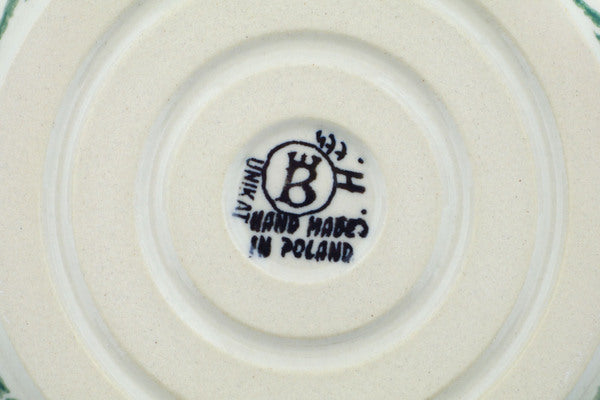 B
UNIKAT
HAND MADE
IN POLAND